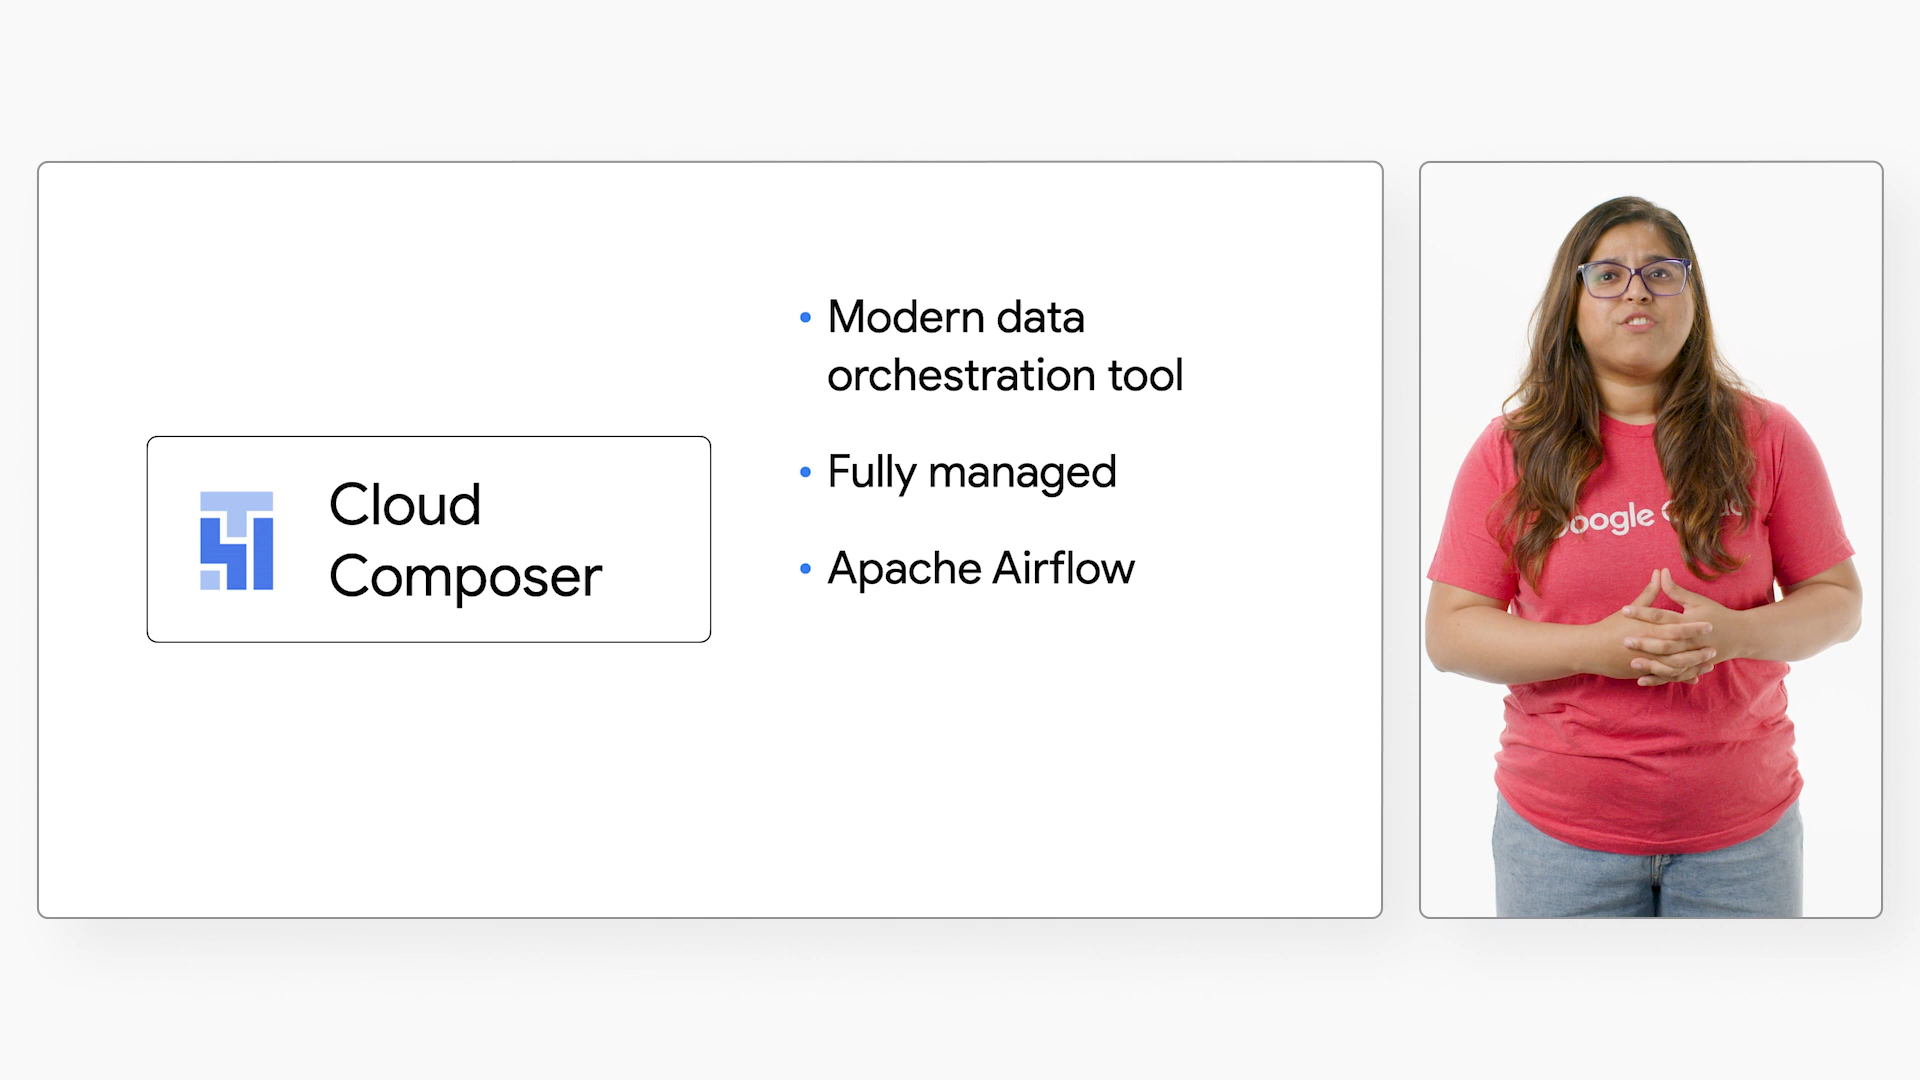 Cloud
Composer
• Modern data
orchestration tool
• Fully managed
• Apache Airflow